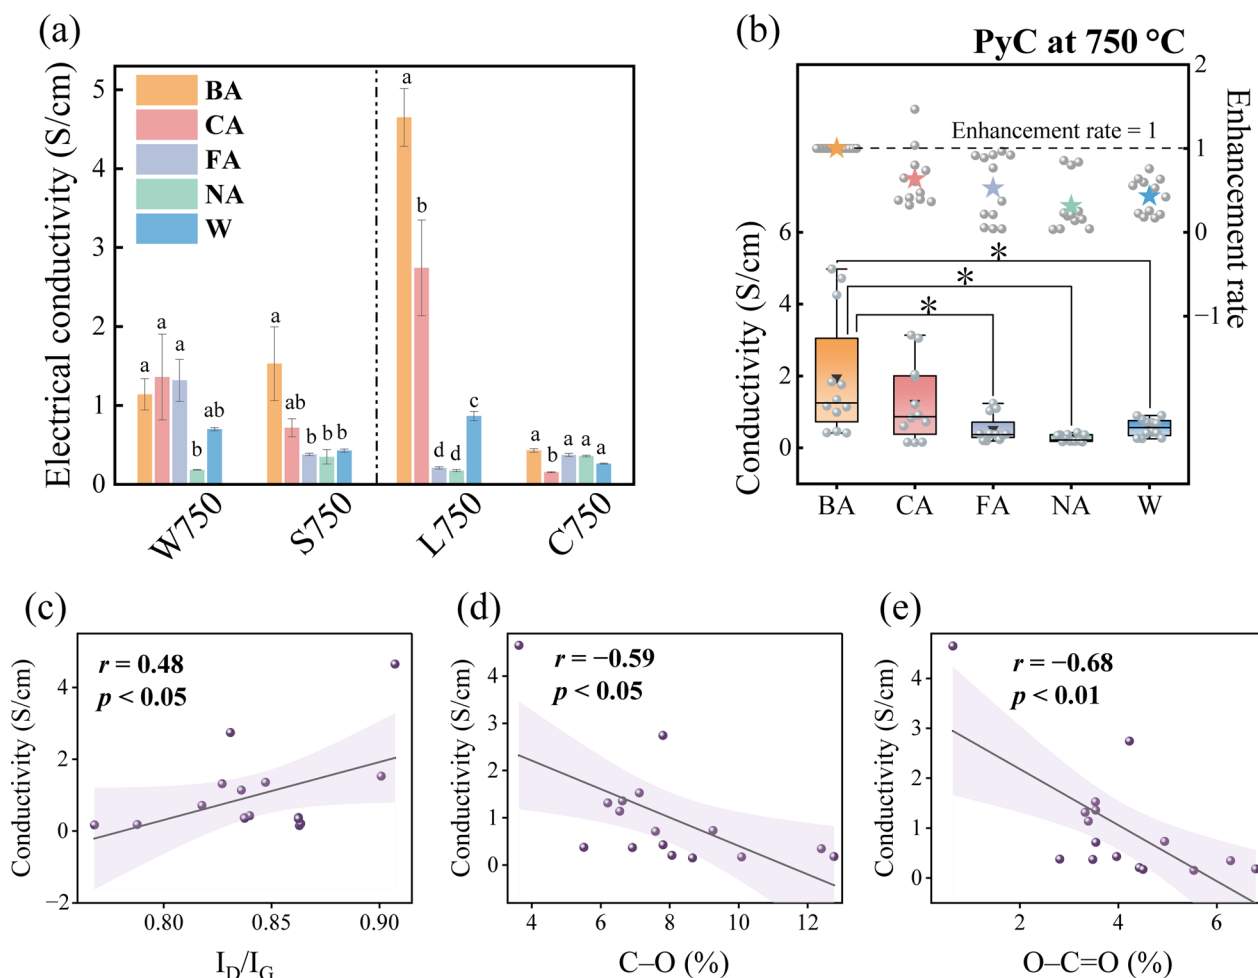 (a)
Electrical conductivity (S/cm)
5
4
3
2
1
0
BA
CA
FA
NA
W
a
a
a
b
ab
a
ab
b
b
b
a
b
d
d
c
a
b
a
a
a
W750
S750
L750
C750
(b)
PyC at 750 °C
Conductivity (S/cm)
6
4
2
0
Enhancement rate
2
1
0
−1
Enhancement rate = 1
*
*
*
BA
CA
FA
NA
W
(c)
r = 0.48
p < 0.05
Conductivity (S/cm)
4
2
0
−2
0.80
0.85
0.90
I_D/I_G
(d)
r = −0.59
p < 0.05
Conductivity (S/cm)
4
3
2
1
0
4
6
8
10
12
C–O (%)
(e)
r = −0.68
p < 0.01
Conductivity (S/cm)
4
3
2
1
0
2
4
6
O–C=O (%)